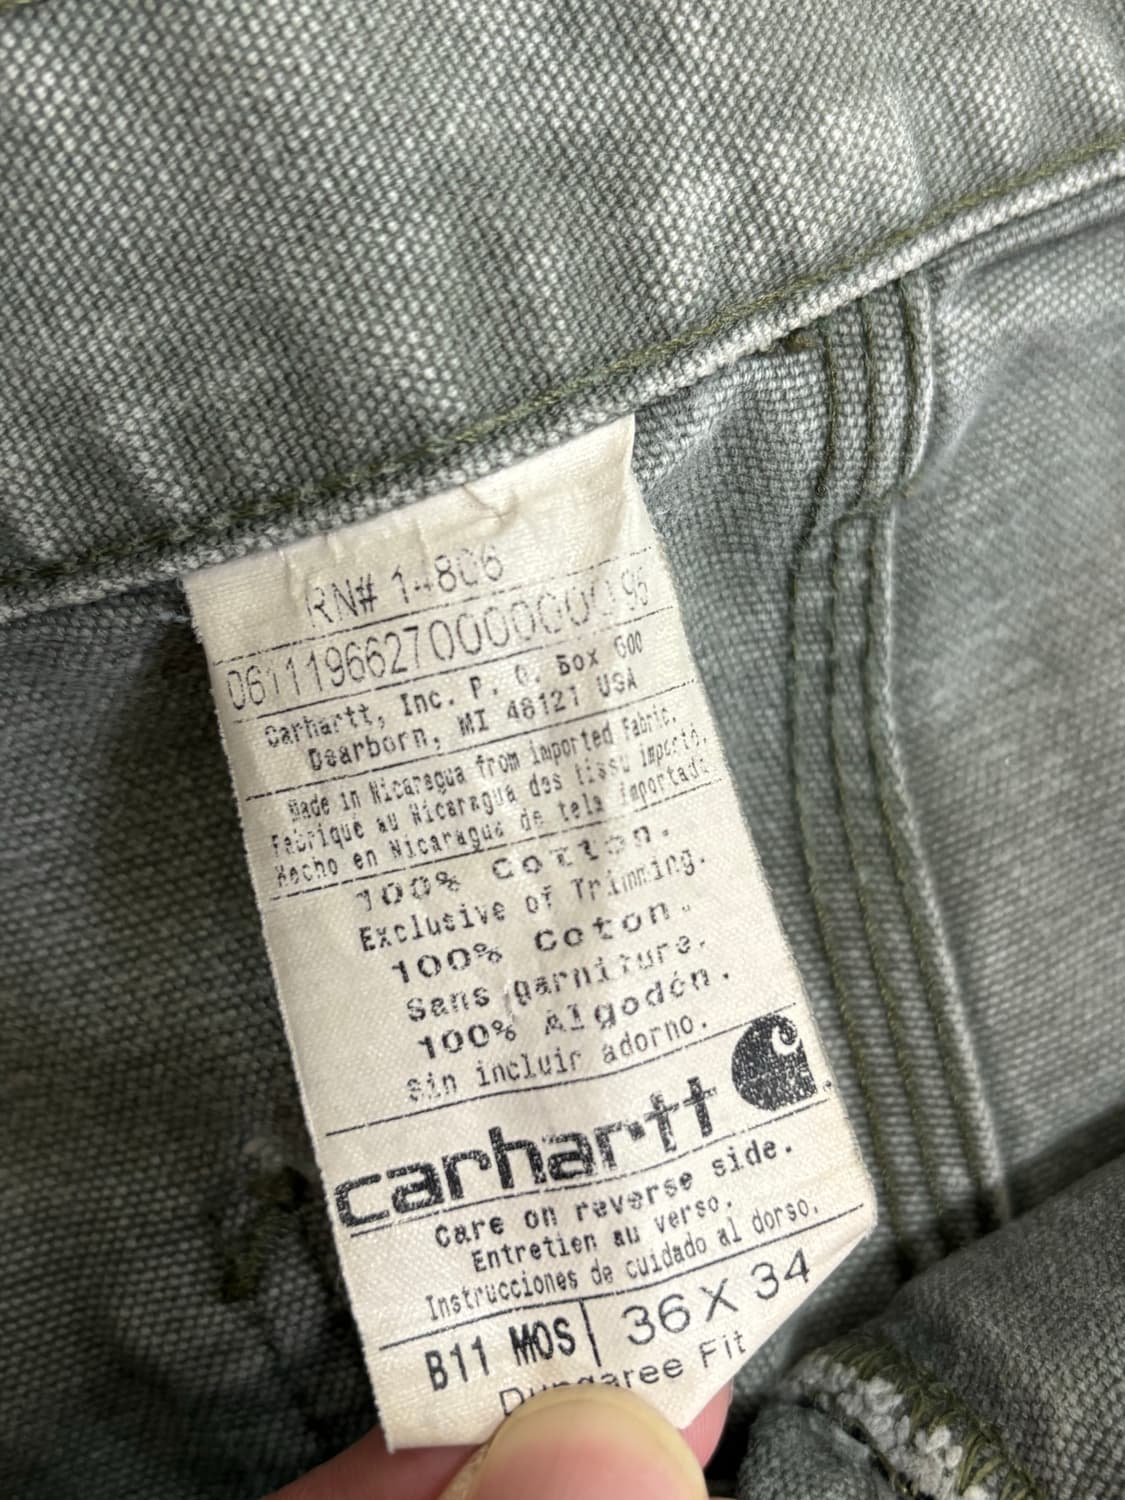 RN# 14806
06111966270000000095
Carhartt, Inc. P. O. Box 600
Dearborn, MI 48121 USA
Made in Nicaragua from imported Fabric.
Fabrique au Nicaragua des tissu importé.
Hecho en Nicaragua de tela importada.
100% Cotton.
Exclusive of Trimming.
100% Coton.
Sans garniture.
100% Algodón.
Sin incluir adorno.
carhartt
Care on reverse side.
Entretien au verso.
Instrucciones de cuidado al dorso.
B11 MOS | 36 X 34
Dungaree Fit